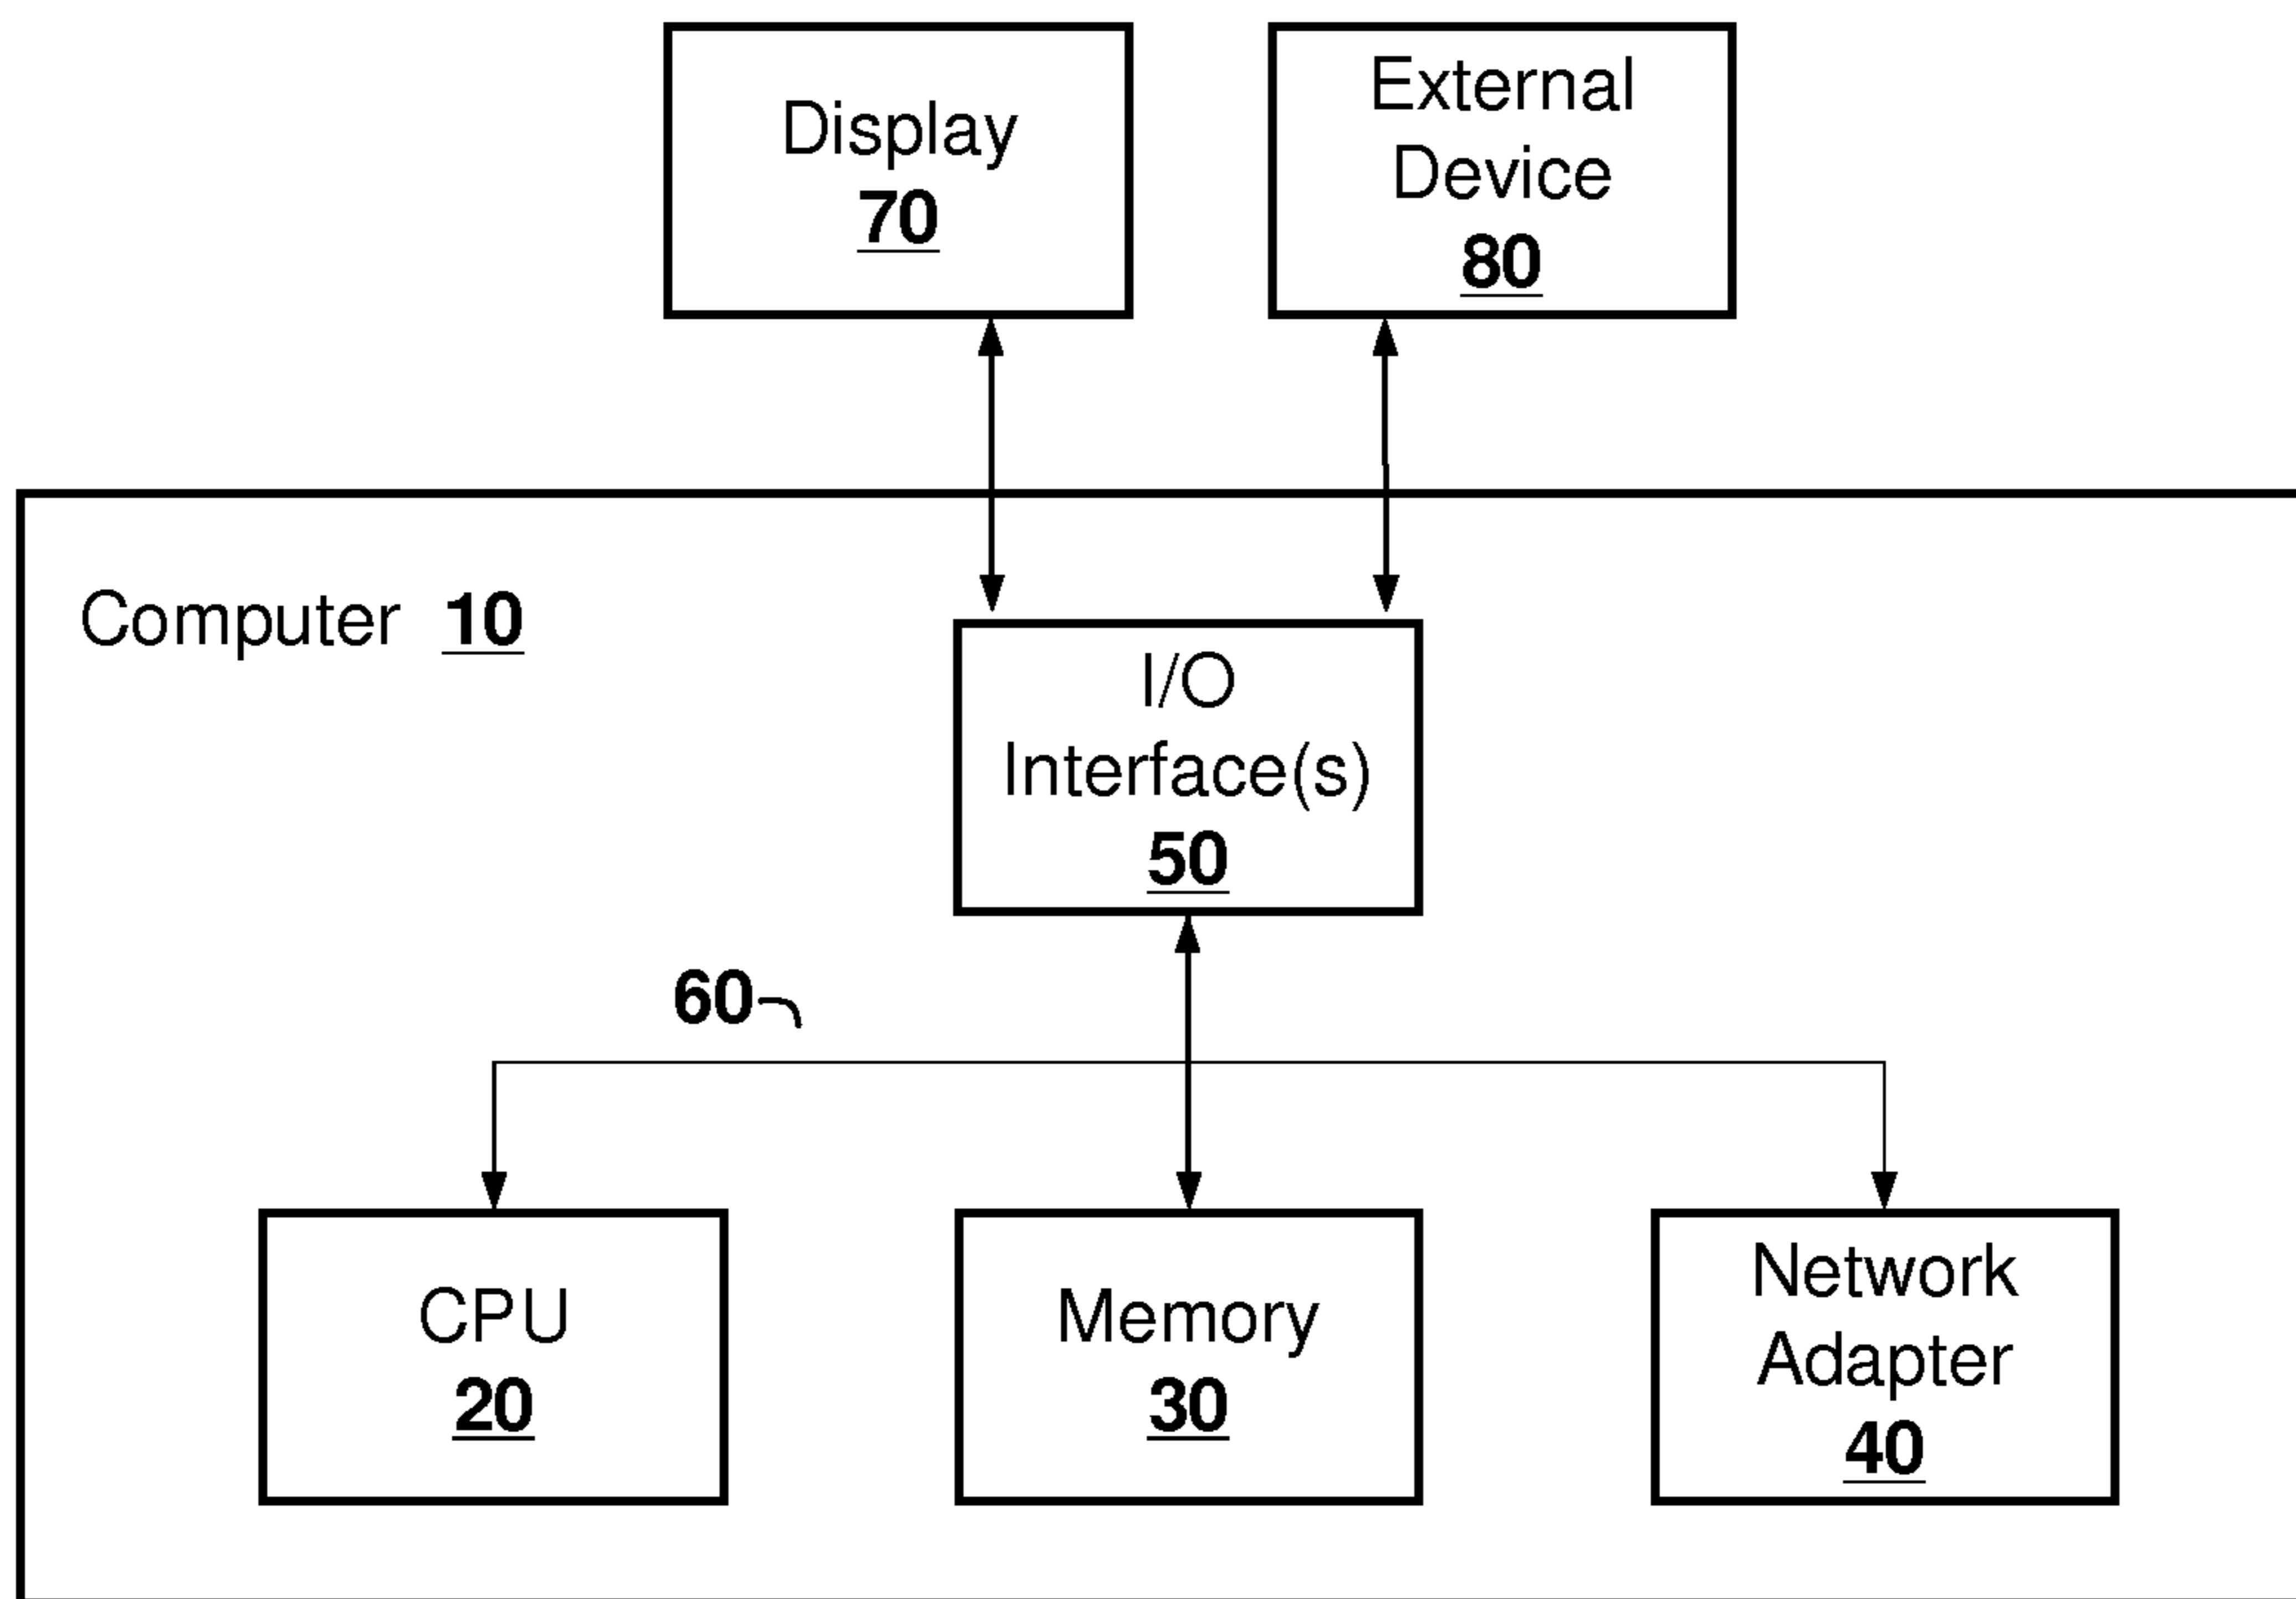 Display
70
External
Device
80
Computer 10
I/O
Interface(s)
50
60
CPU
20
Memory
30
Network
Adapter
40